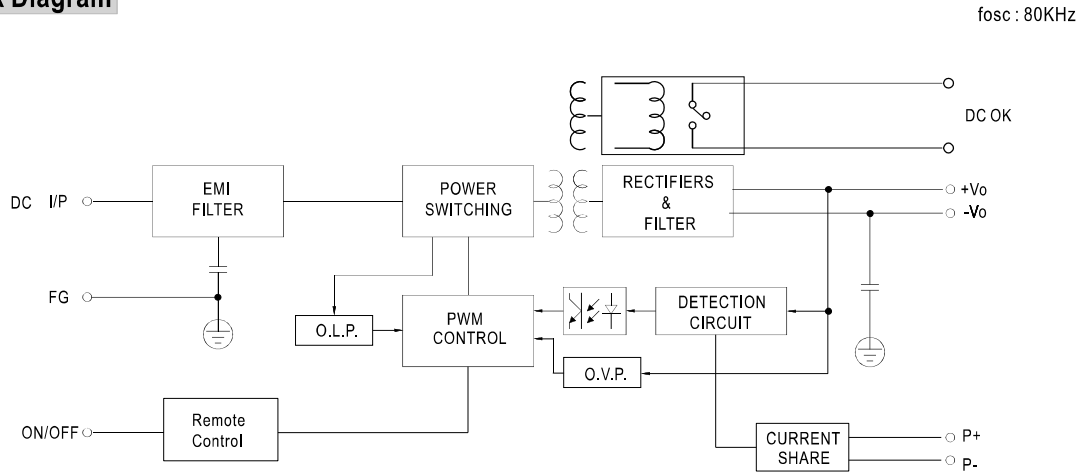 Diagram
fosc : 80KHz
DC OK
DC I/P
EMI
FILTER
POWER
SWITCHING
RECTIFIERS
&
FILTER
+Vo
-Vo
FG
O.L.P.
PWM
CONTROL
DETECTION
CIRCUIT
O.V.P.
ON/OFF
Remote
Control
CURRENT
SHARE
P+
P-